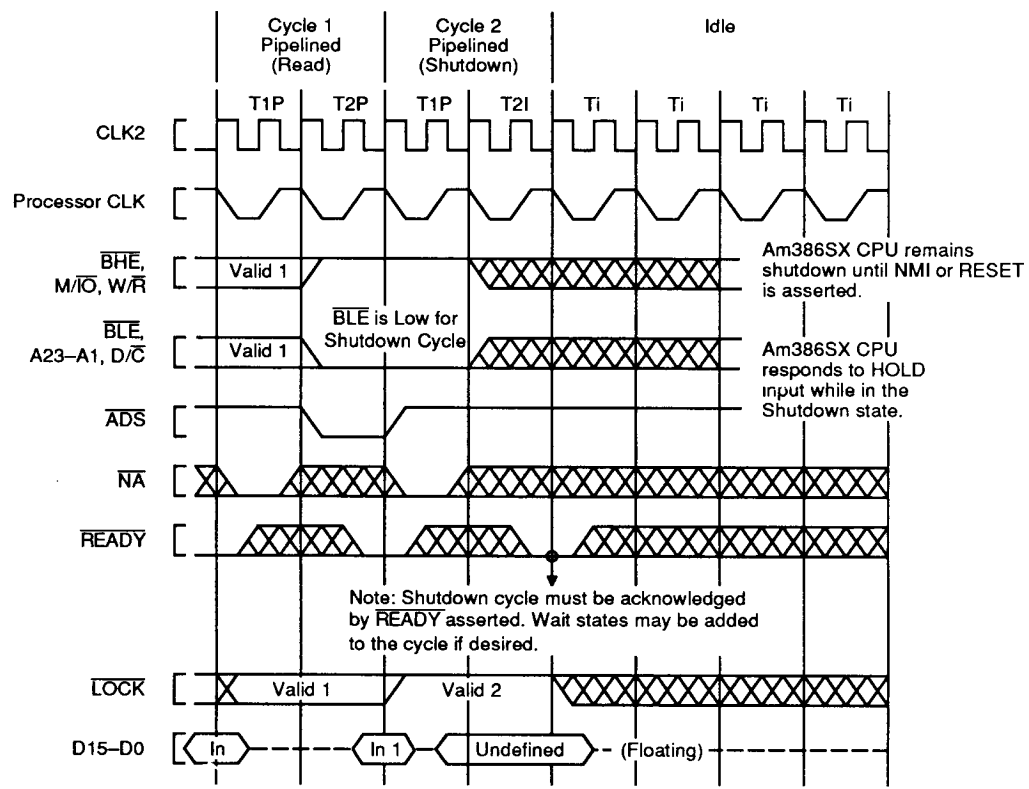 Cycle 1
Pipelined
(Read)
Cycle 2
Pipelined
(Shutdown)
Idle
T1P T2P T1P T2I Ti Ti Ti Ti
CLK2
Processor CLK
BHE,
M/IO, W/R
Valid 1
Am386SX CPU remains
shutdown until NMI or RESET
is asserted.
BLE is Low for
Shutdown Cycle
BLE,
A23–A1, D/C
Valid 1
Am386SX CPU
responds to HOLD
input while in the
Shutdown state.
ADS
NA
READY
Note: Shutdown cycle must be acknowledged
by READY asserted. Wait states may be added
to the cycle if desired.
LOCK
Valid 1
Valid 2
D15–D0
In
In 1
Undefined
(Floating)